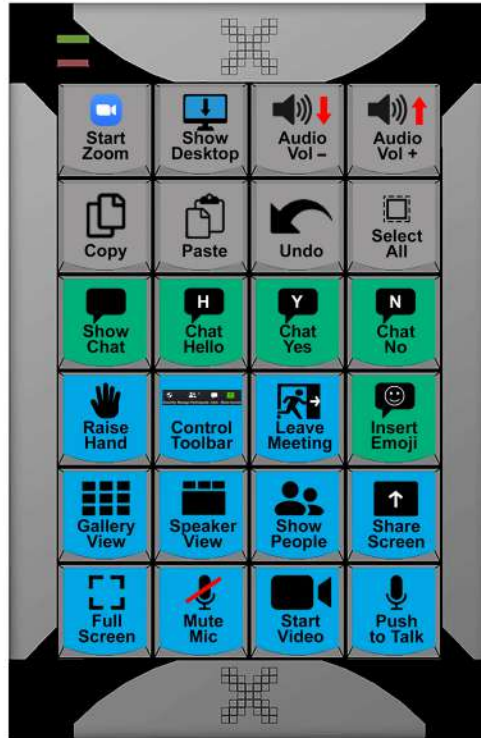 Start
Zoom
Show
Desktop
Audio
Vol –
Audio
Vol +
Copy
Paste
Undo
Select
All
Show
Chat
H
Chat
Hello
Y
Chat
Yes
N
Chat
No
Raise
Hand
Control
Toolbar
Leave
Meeting
Insert
Emoji
Gallery
View
Speaker
View
Show
People
Share
Screen
Full
Screen
Mute
Mic
Start
Video
Push
to Talk